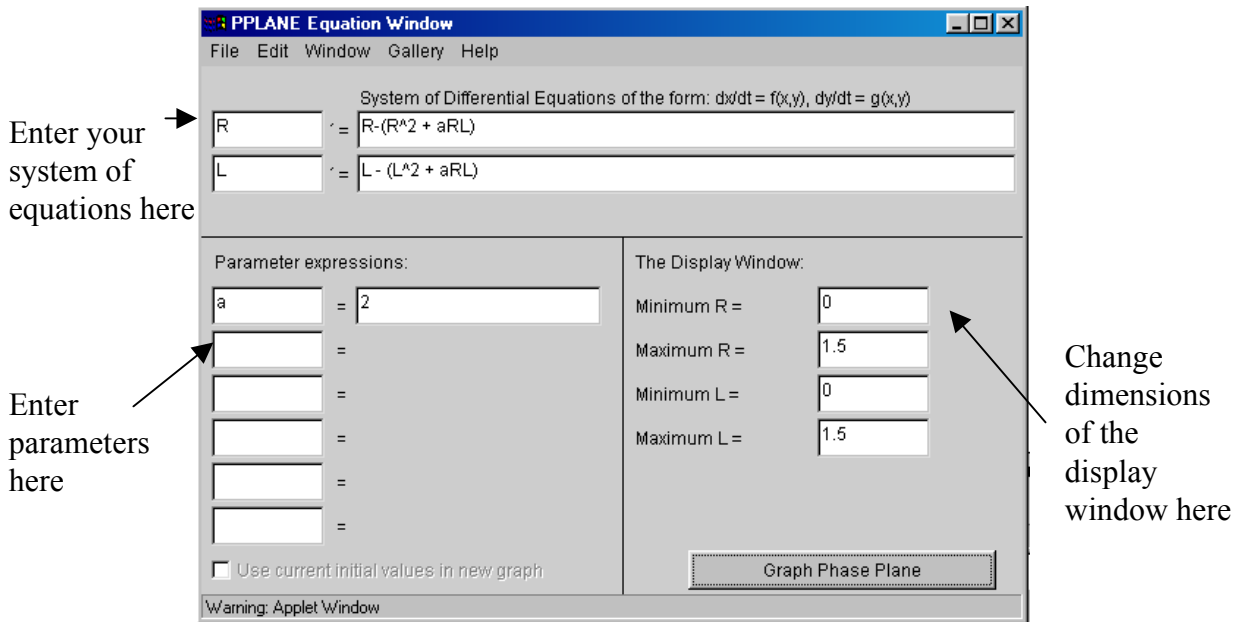 PPLANE Equation Window
File Edit Window Gallery Help
System of Differential Equations of the form: dx/dt = f(x,y), dy/dt = g(x,y)
Enter your
system of
equations here
R ′ = R-(R^2 + aRL)
L ′ = L - (L^2 + aRL)
Parameter expressions:
a = 2
=
=
=
=
=
Enter
parameters
here
Use current initial values in new graph
The Display Window:
Minimum R = 0
Maximum R = 1.5
Minimum L = 0
Maximum L = 1.5
Change
dimensions
of the
display
window here
Graph Phase Plane
Warning: Applet Window